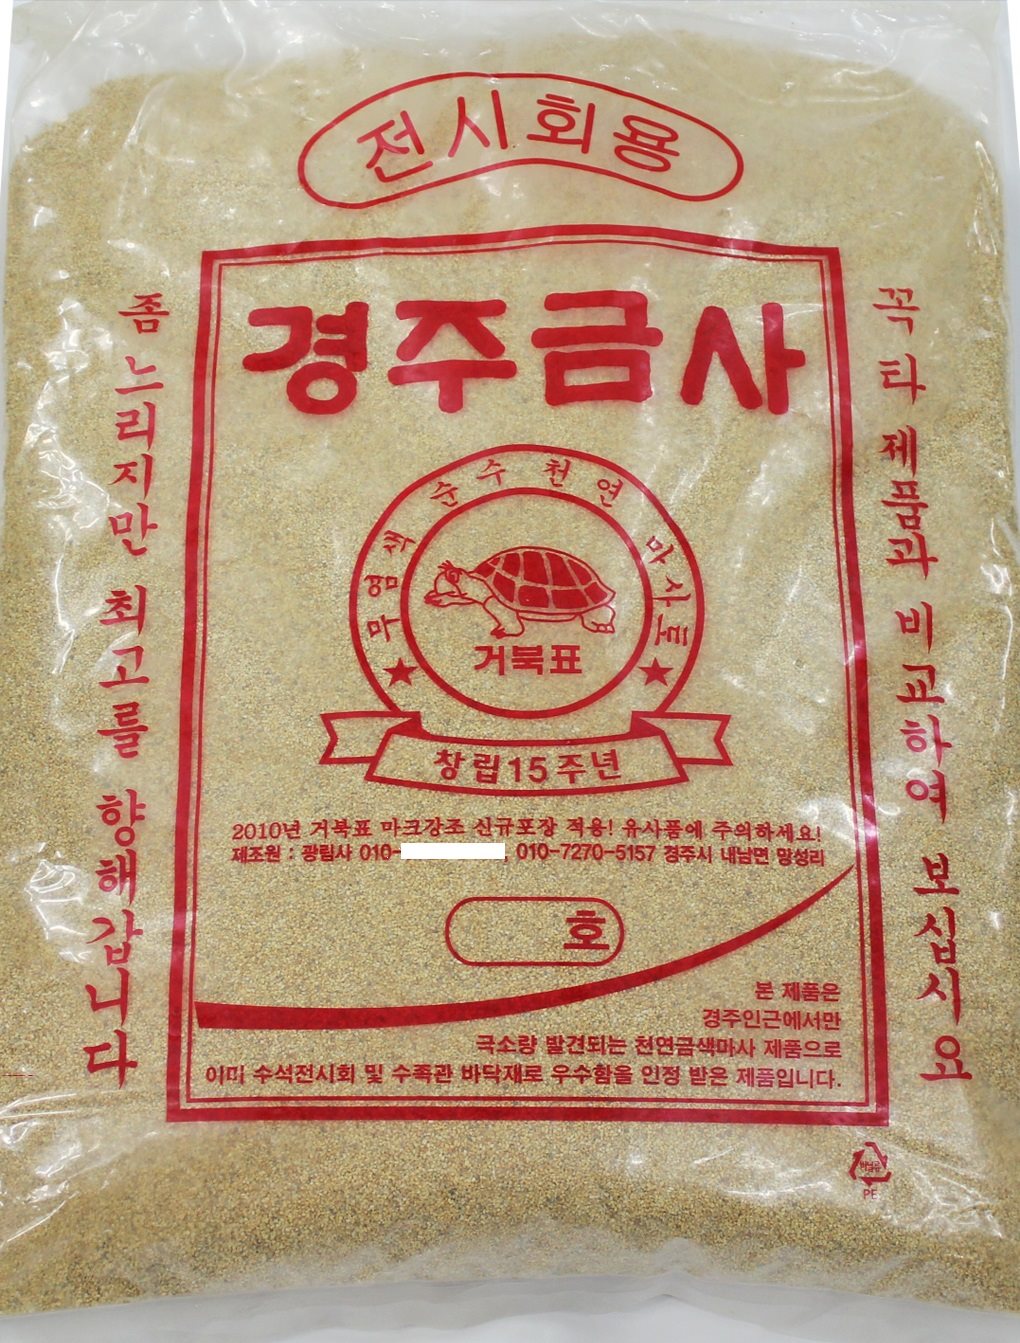 전시회용
경주금사
좀 느리지만 최고를 향해갑니다
꼭 타 제품과 비교하여 보십시요
무염색 순수천연 마사토
거북표
창립15주년
2010년 거북표 마크강조 신규포장 적용! 유사품에 주의하세요!
제조원 : 광림사 010- , 010-7270-5157 경주시 내남면 망성리
호
본 제품은
경주인근에서만
극소량 발견되는 천연금색마사 제품으로
이미 수석전시회 및 수족관 바닥재로 우수함을 인정 받은 제품입니다.
PE